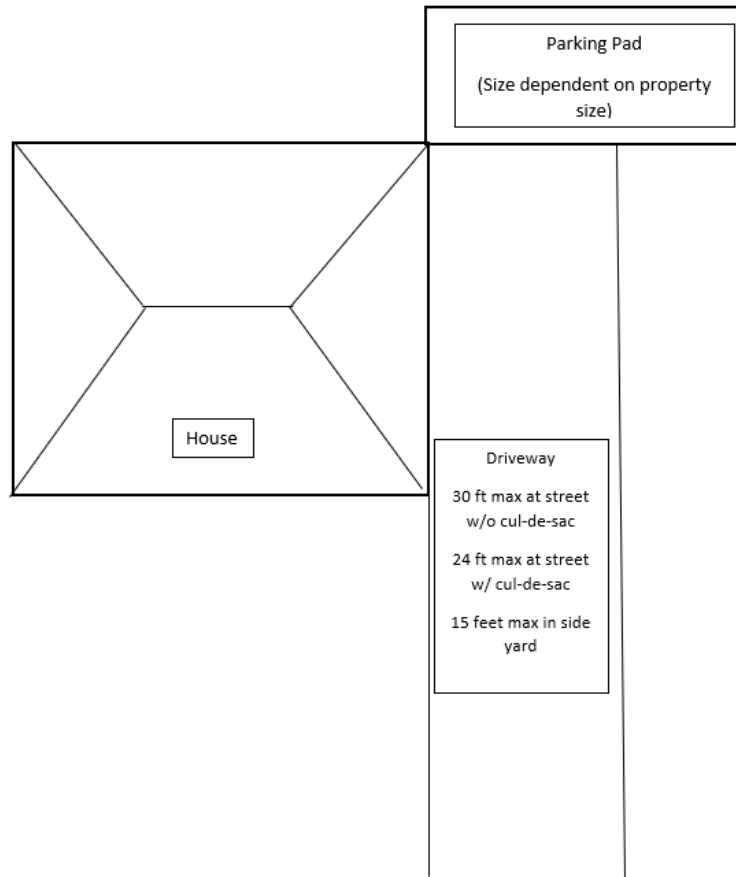 Parking Pad
(Size dependent on property
size)
House
Driveway
30 ft max at street
w/o cul-de-sac
24 ft max at street
w/ cul-de-sac
15 feet max in side
yard